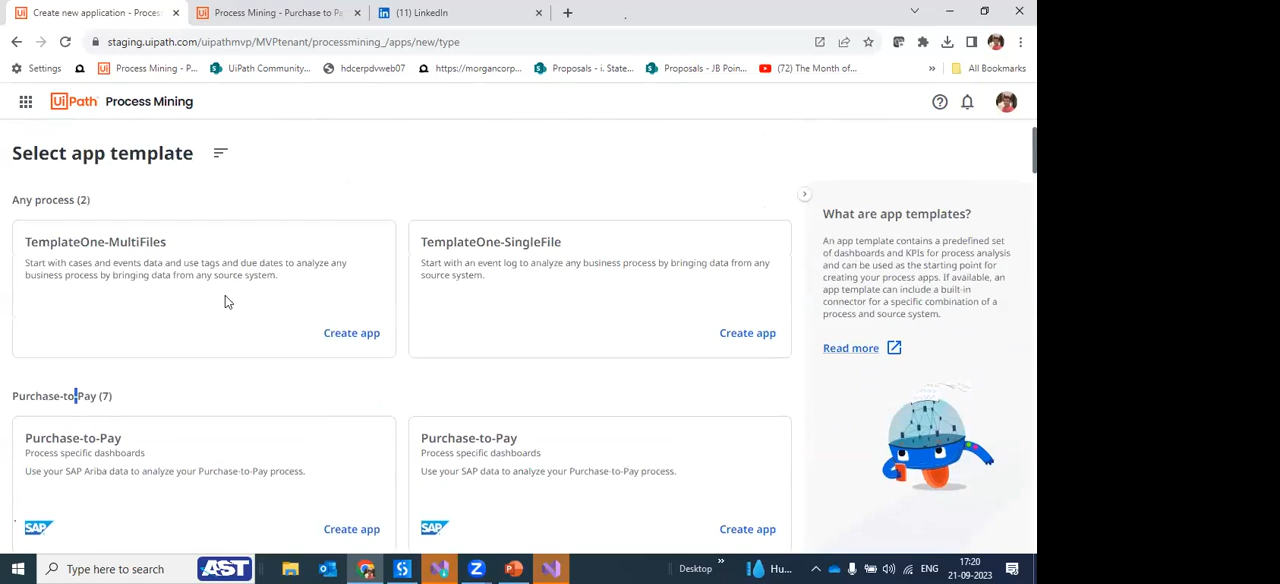 Create new application - Proces
Process Mining - Purchase to Pa
(11) LinkedIn
staging.uipath.com/uipathmvp/MVPtenant/processmining_/apps/new/type
Settings
Process Mining - P...
UiPath Community...
hdcerpdvweb07
https://morgancorp...
Proposals - i. State...
Proposals - JB Poin...
(72) The Month of...
»
All Bookmarks
UiPath Process Mining
Select app template
Any process (2)
TemplateOne-MultiFiles
Start with cases and events data and use tags and due dates to analyze any
business process by bringing data from any source system.
Create app
TemplateOne-SingleFile
Start with an event log to analyze any business process by bringing data from any
source system.
Create app
What are app templates?
An app template contains a predefined set
of dashboards and KPIs for process analysis
and can be used as the starting point for
creating your process apps. If available, an
app template can include a built-in
connector for a specific combination of a
process and source system.
Read more
Purchase-to-Pay (7)
Purchase-to-Pay
Process specific dashboards
Use your SAP Ariba data to analyze your Purchase-to-Pay process.
SAP
Create app
Purchase-to-Pay
Process specific dashboards
Use your SAP data to analyze your Purchase-to-Pay process.
SAP
Create app
Type here to search
AST
Desktop
»
Hu...
ENG
17:20
21-09-2023